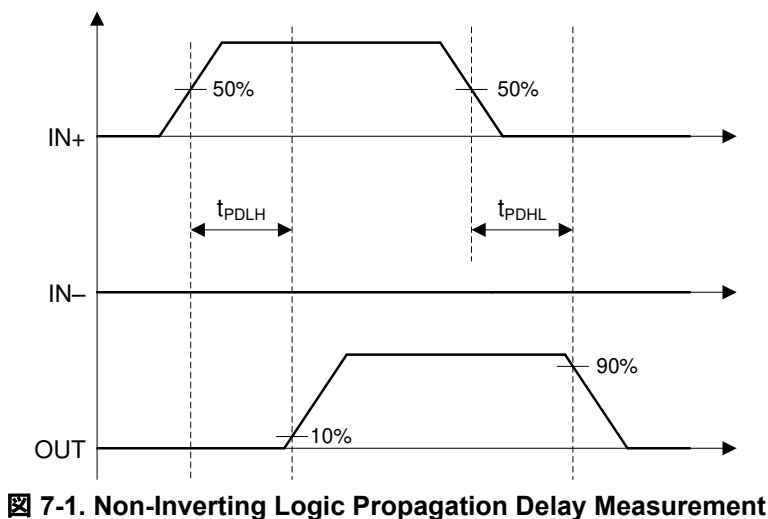 50%
50%
IN+
tPDLH
tPDHL
IN–
90%
10%
OUT
図 7-1. Non-Inverting Logic Propagation Delay Measurement